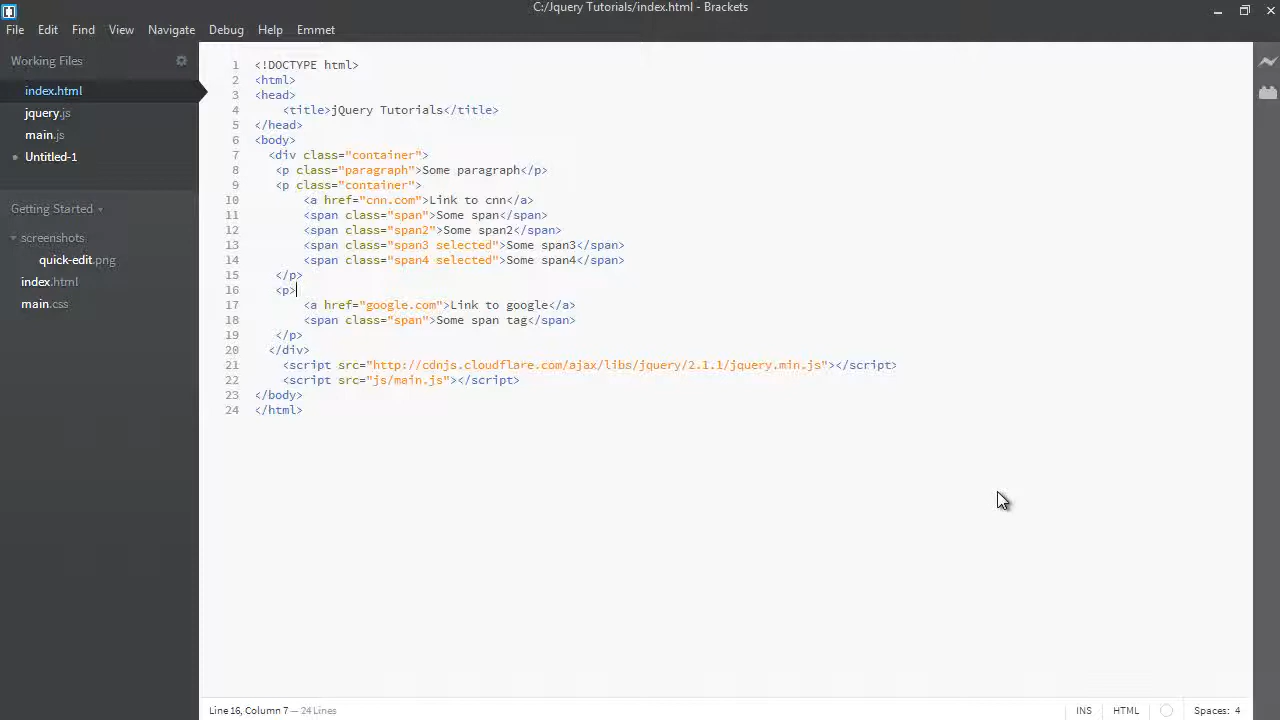 C:/Jquery Tutorials/index.html - Brackets
File Edit Find View Navigate Debug Help Emmet
Working Files
index.html
jquery.js
main.js
Untitled-1
Getting Started
screenshots
quick-edit.png
index.html
main.css
1 <!DOCTYPE html>
2 <html>
3 <head>
4 <title>jQuery Tutorials</title>
5 </head>
6 <body>
7 <div class="container">
8 <p class="paragraph">Some paragraph</p>
9 <p class="container">
10 <a href="cnn.com">Link to cnn</a>
11 <span class="span">Some span</span>
12 <span class="span2">Some span2</span>
13 <span class="span3 selected">Some span3</span>
14 <span class="span4 selected">Some span4</span>
15 </p>
16 <p>
17 <a href="google.com">Link to google</a>
18 <span class="span">Some span tag</span>
19 </p>
20 </div>
21 <script src="http://cdnjs.cloudflare.com/ajax/libs/jquery/2.1.1/jquery.min.js"></script>
22 <script src="js/main.js"></script>
23 </body>
24 </html>
Line 16, Column 7 — 24 Lines INS HTML Spaces: 4